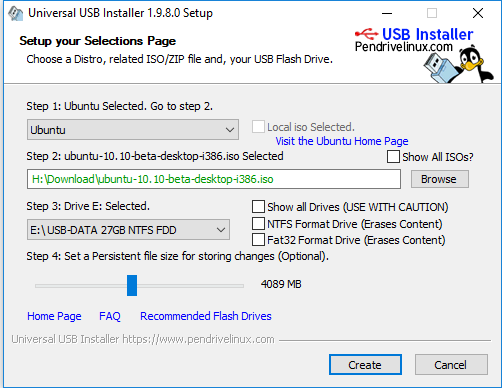 Universal USB Installer 1.9.8.0 Setup
Setup your Selections Page
Choose a Distro, related ISO/ZIP file and, your USB Flash Drive.
USB Installer
Pendrivelinux.com
Step 1: Ubuntu Selected. Go to step 2.
Ubuntu
Local iso Selected.
Visit the Ubuntu Home Page
Step 2: ubuntu-10.10-beta-desktop-i386.iso Selected
Show All ISOs?
H:\Download\ubuntu-10.10-beta-desktop-i386.iso
Browse
Step 3: Drive E: Selected.
Show all Drives (USE WITH CAUTION)
E:\ USB-DATA 27GB NTFS FDD
NTFS Format Drive (Erases Content)
Fat32 Format Drive (Erases Content)
Step 4: Set a Persistent file size for storing changes (Optional).
4089 MB
Home Page FAQ Recommended Flash Drives
Universal USB Installer https://www.pendrivelinux.com
Create Cancel